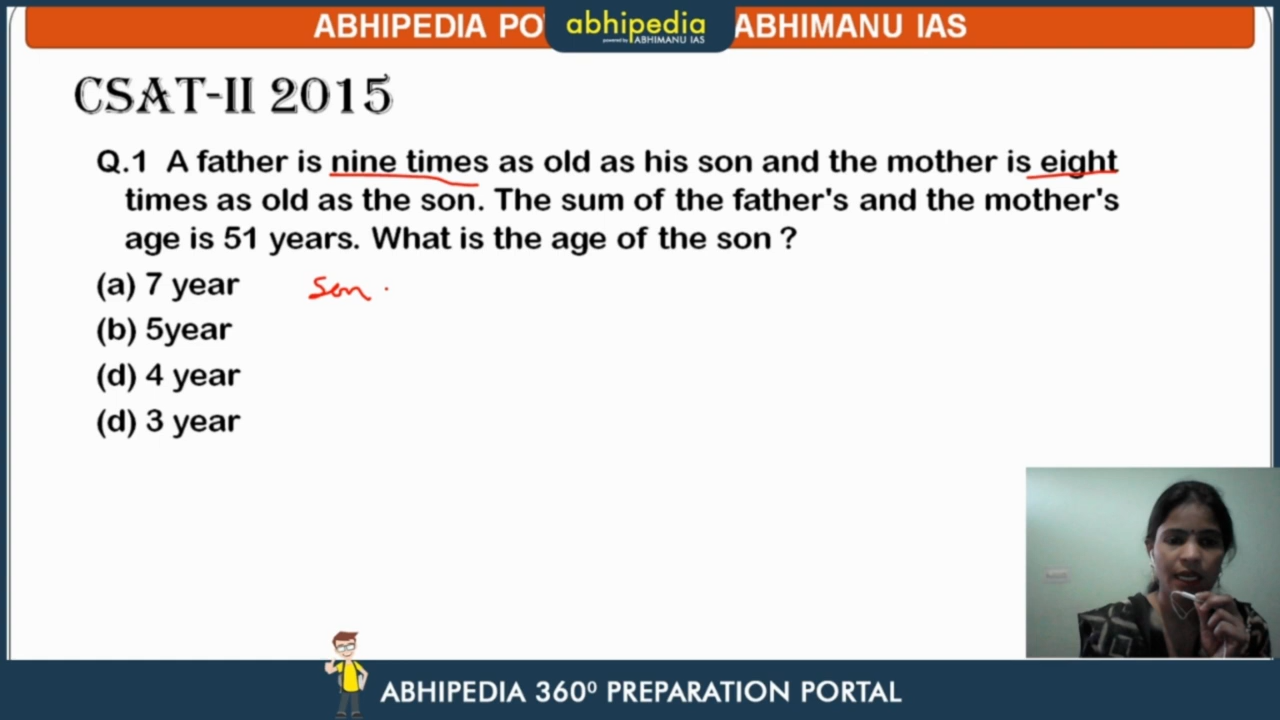 ABHIPEDIA PO
abhipedia
powered by ABHIMANU IAS
ABHIMANU IAS
CSAT-II 2015
Q.1 A father is nine times as old as his son and the mother is eight
times as old as the son. The sum of the father's and the mother's
age is 51 years. What is the age of the son ?
(a) 7 year
Son
(b) 5year
(d) 4 year
(d) 3 year
ABHIPEDIA 360⁰ PREPARATION PORTAL